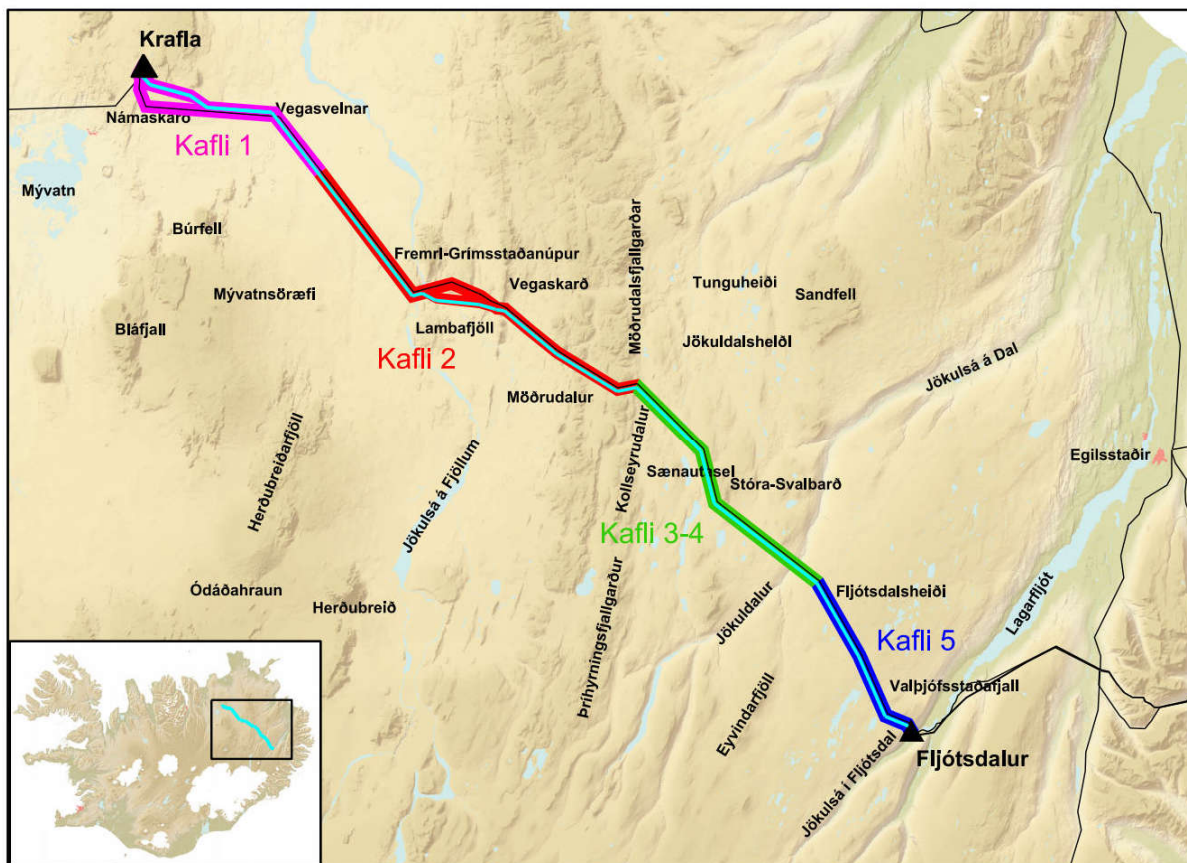 Krafla
Vegasvelnar
Námaskarð
Kafli 1
Mývatn
Búrfell
Fremrl-Grímsstaðanúpur
Möðrudalsfjallgarðar
Vegaskarð
Tunguheiði
Sandfell
Mývatnsöræfi
Bláfjall
Lambafjöll
Jökuldalshelðl
Kafli 2
Jökulsá á Dal
Möðrudalur
Herðubreiðarfjöll
Jökulsá á Fjöllum
Kollseyrudalur
Sænautasel
Egilsstaðir
Stóra-Svalbarð
Kafli 3-4
Ódáðahraun
Herðubreið
Þríhyrningsfjallgarður
Jökuldalur
Fljótsdalsheiði
Lagarfljót
Kafli 5
Eyvindarfjöll
Valþjófsstaðafjall
Jökulsá í Fljótsdal
Fljótsdalur